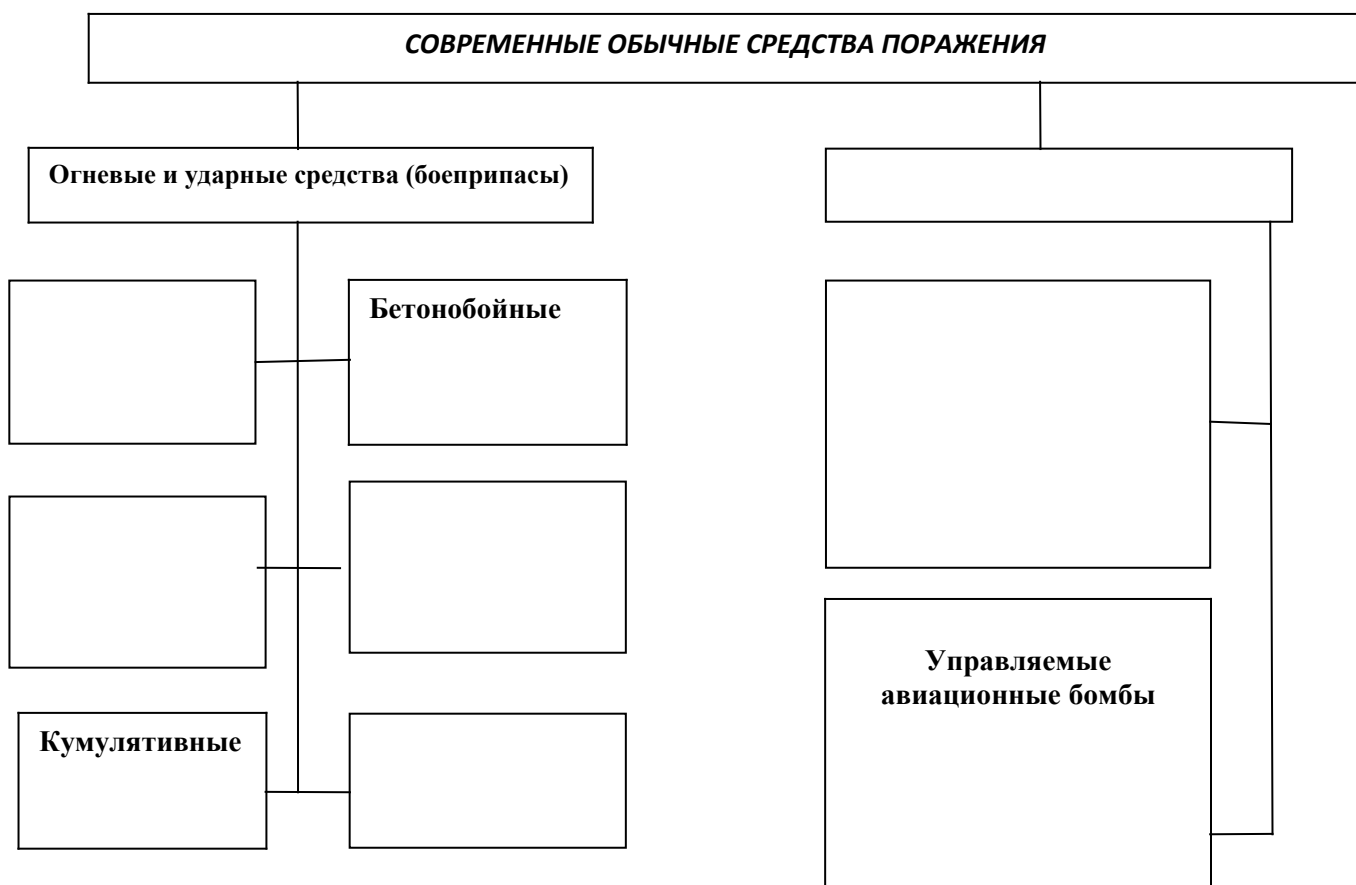 СОВРЕМЕННЫЕ ОБЫЧНЫЕ СРЕДСТВА ПОРАЖЕНИЯ
Огневые и ударные средства (боеприпасы)
Бетонобойные
Кумулятивные
Управляемые
авиационные бомбы